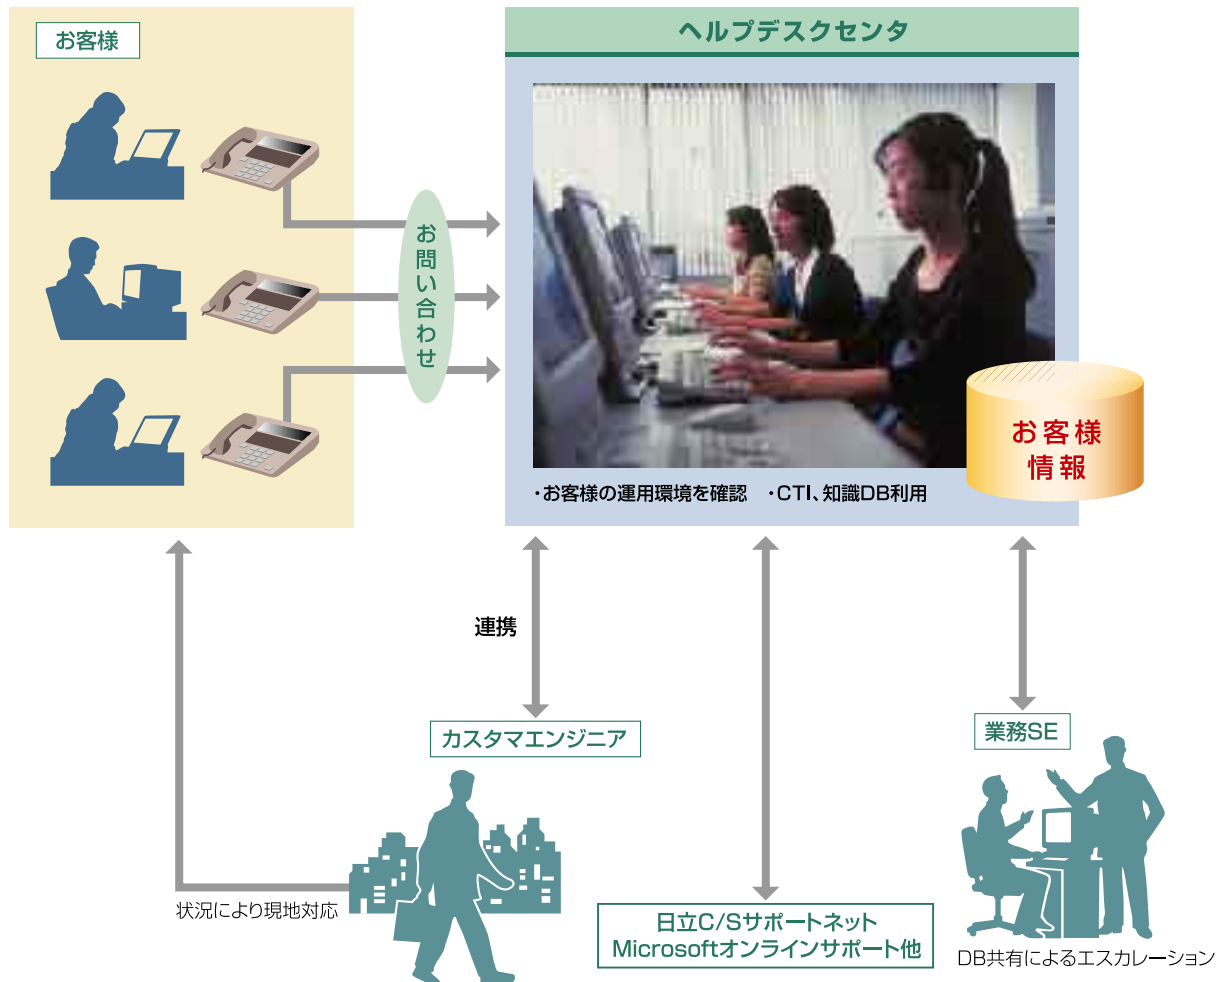 お客様
ヘルプデスクセンタ
お問い合わせ
お客様
情報
・お客様の運用環境を確認 ・CTI、知識DB利用
連携
カスタマエンジニア
業務SE
状況により現地対応
日立C/Sサポートネット
Microsoftオンラインサポート他
DB共有によるエスカレーション